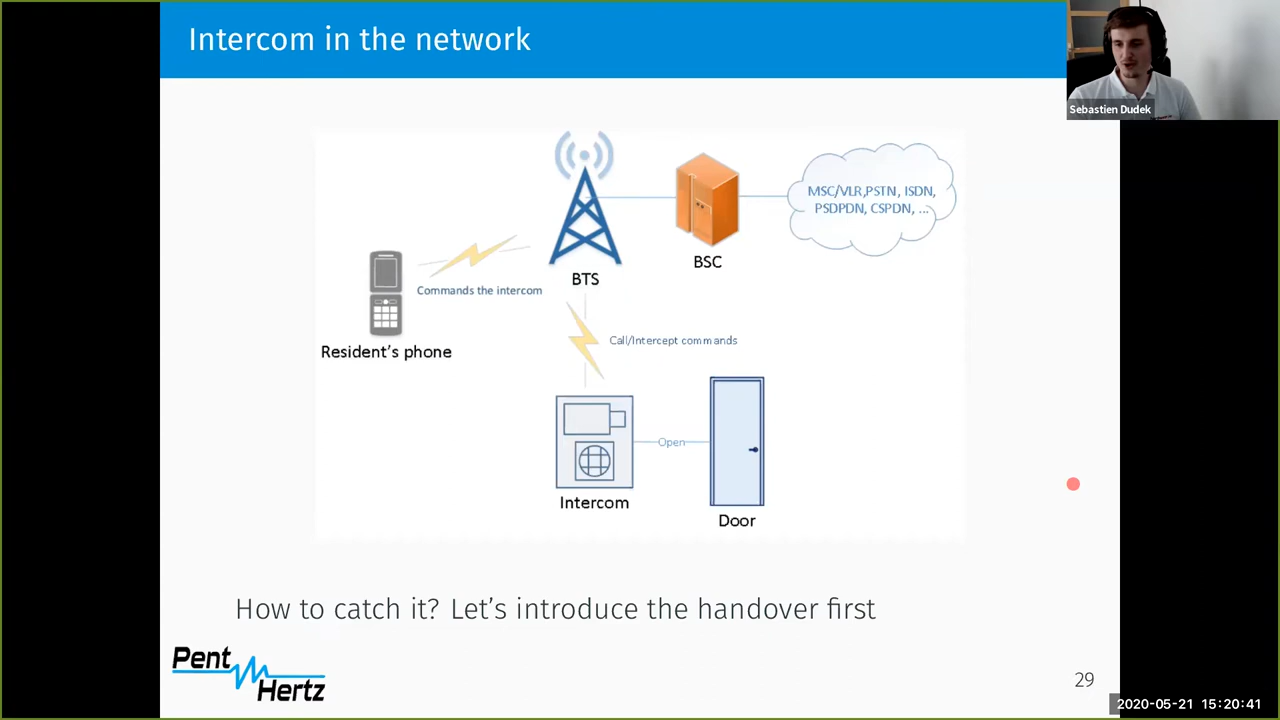 Intercom in the network
Sebastien Dudek
MSC/VLR,PSTN, ISDN,
PSDPDN, CSPDN, ...
BSC
BTS
Commands the intercom
Resident's phone
Call/Intercept commands
Open
Intercom
Door
How to catch it? Let's introduce the handover first
Pent
Hertz
29
2020-05-21 15:20:41